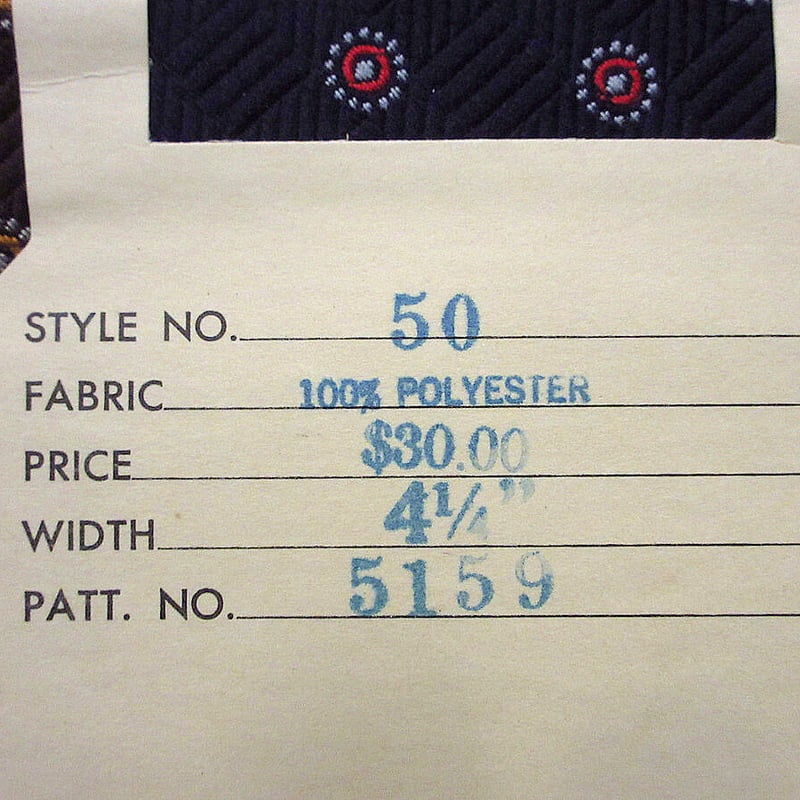 STYLE NO. 50
FABRIC 100% POLYESTER
PRICE $30.00
WIDTH 4¼"
PATT. NO. 5159